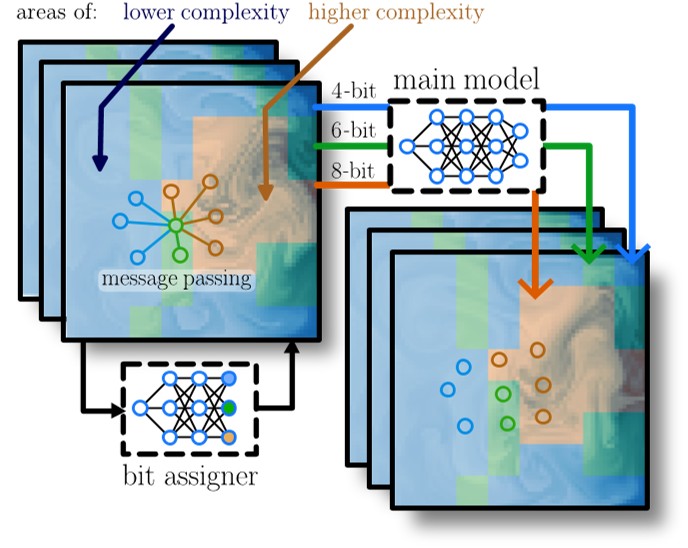 areas of: lower complexity higher complexity
4-bit
6-bit
8-bit
main model
message passing
bit assigner